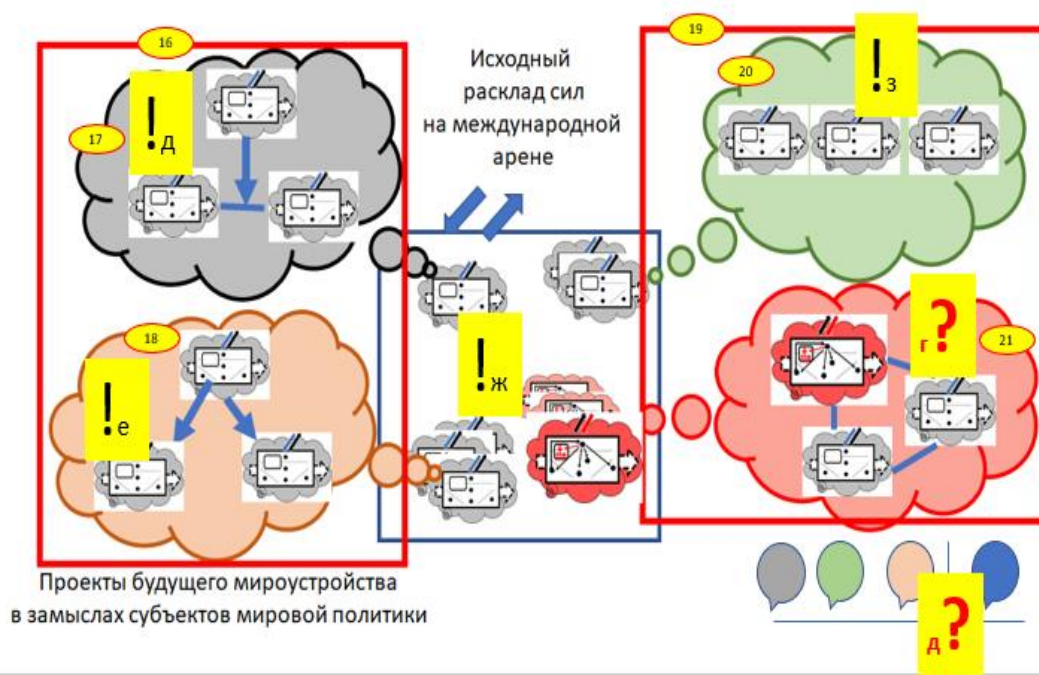 16
19
Исходный
расклад сил
на международной
арене
!з
20
!д
17
18
!ж
г?
21
!е
Проекты будущего мироустройства
в замыслах субъектов мировой политики
д?